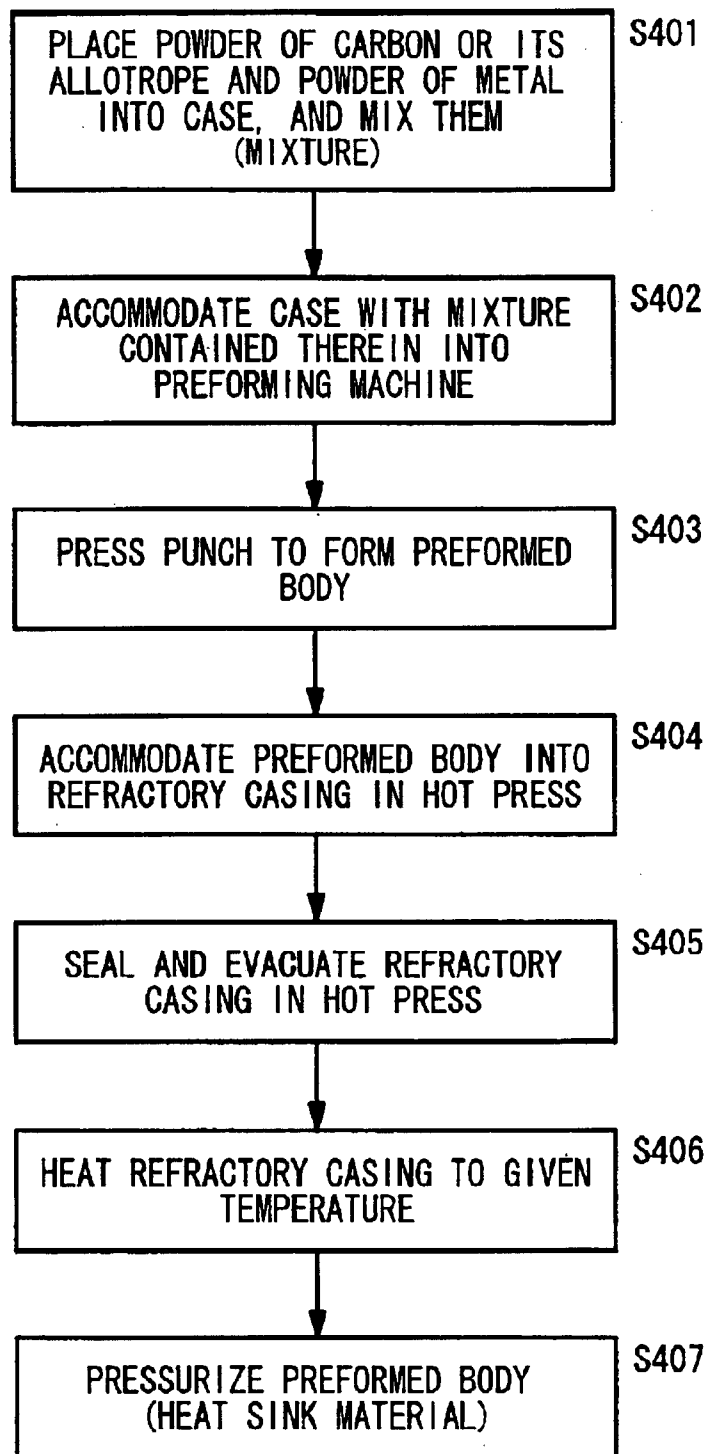 S401
PLACE POWDER OF CARBON OR ITS
ALLOTROPE AND POWDER OF METAL
INTO CASE, AND MIX THEM
(MIXTURE)
S402
ACCOMMODATE CASE WITH MIXTURE
CONTAINED THEREIN INTO
PREFORMING MACHINE
S403
PRESS PUNCH TO FORM PREFORMED
BODY
S404
ACCOMMODATE PREFORMED BODY INTO
REFRACTORY CASING IN HOT PRESS
S405
SEAL AND EVACUATE REFRACTORY
CASING IN HOT PRESS
S406
HEAT REFRACTORY CASING TO GIVEN
TEMPERATURE
S407
PRESSURIZE PREFORMED BODY
(HEAT SINK MATERIAL)